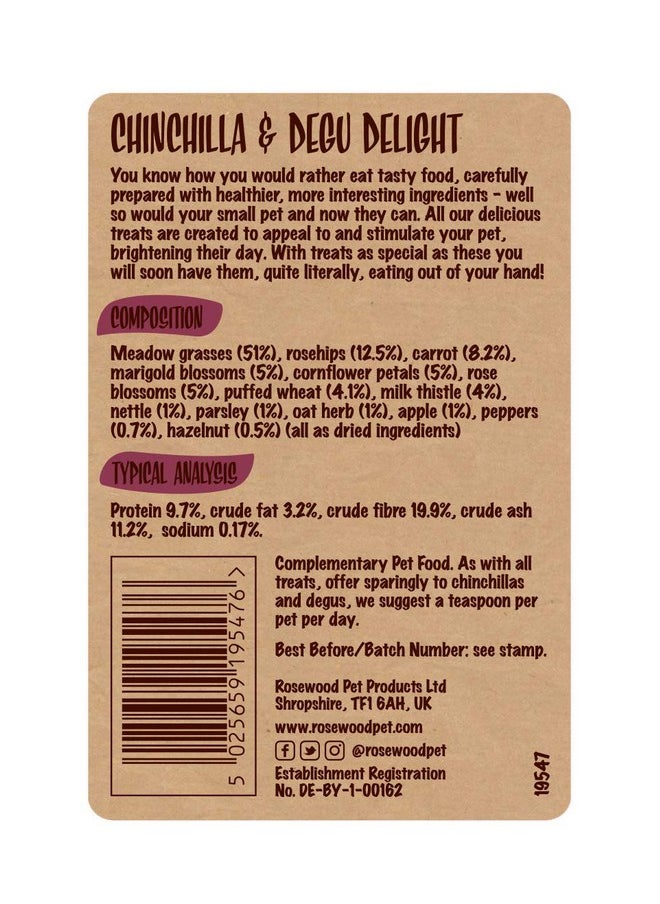 CHINCHILLA & DEGU DELIGHT
You know how you would rather eat tasty food, carefully
prepared with healthier, more interesting ingredients - well
so would your small pet and now they can. All our delicious
treats are created to appeal to and stimulate your pet,
brightening their day. With treats as special as these you
will soon have them, quite literally, eating out of your hand!
COMPOSITION
Meadow grasses (51%), rosehips (12.5%), carrot (8.2%),
marigold blossoms (5%), cornflower petals (5%), rose
blossoms (5%), puffed wheat (4.1%), milk thistle (4%),
nettle (1%), parsley (1%), oat herb (1%), apple (1%), peppers
(0.7%), hazelnut (0.5%) (all as dried ingredients)
TYPICAL ANALYSIS
Protein 9.7%, crude fat 3.2%, crude fibre 19.9%, crude ash
11.2%, sodium 0.17%.
5 025659 195476 >
Complementary Pet Food. As with all
treats, offer sparingly to chinchillas
and degus, we suggest a teaspoon per
pet per day.
Best Before/Batch Number: see stamp.
Rosewood Pet Products Ltd
Shropshire, TF1 6AH, UK
www.rosewoodpet.com
@rosewoodpet
Establishment Registration
No. DE-BY-1-00162
19547